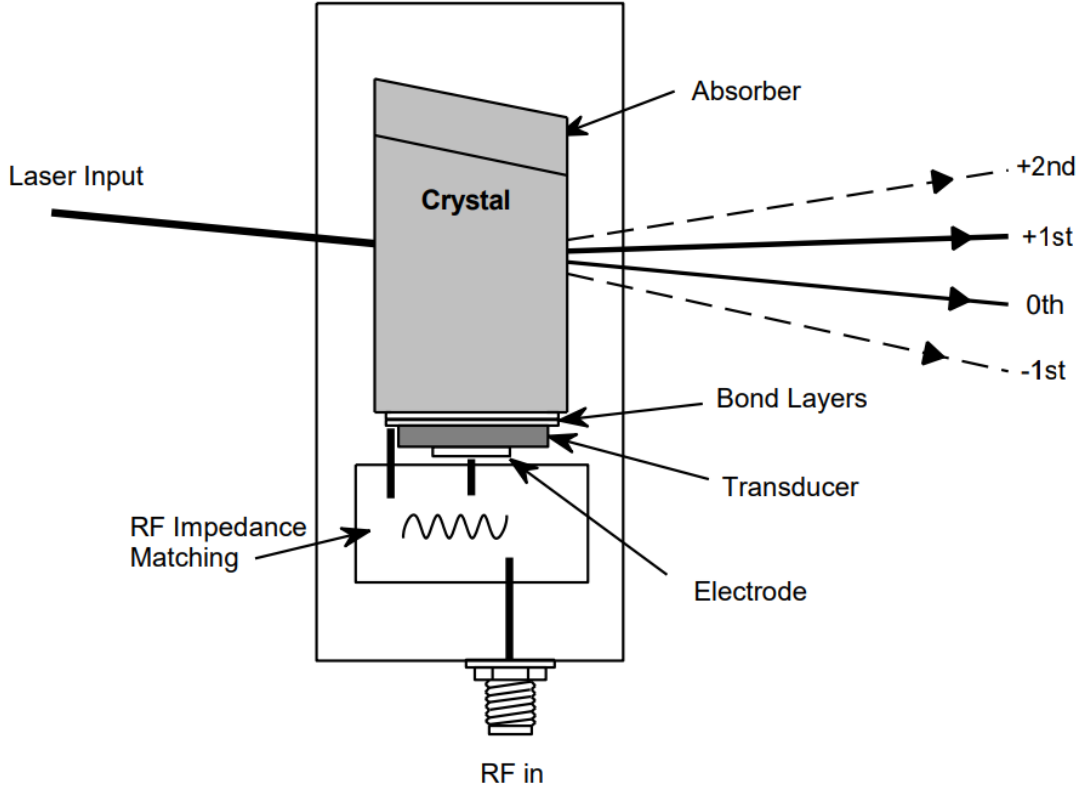 Absorber
+2nd
Laser Input
Crystal
+1st
0th
-1st
Bond Layers
Transducer
RF Impedance
Matching
Electrode
RF in